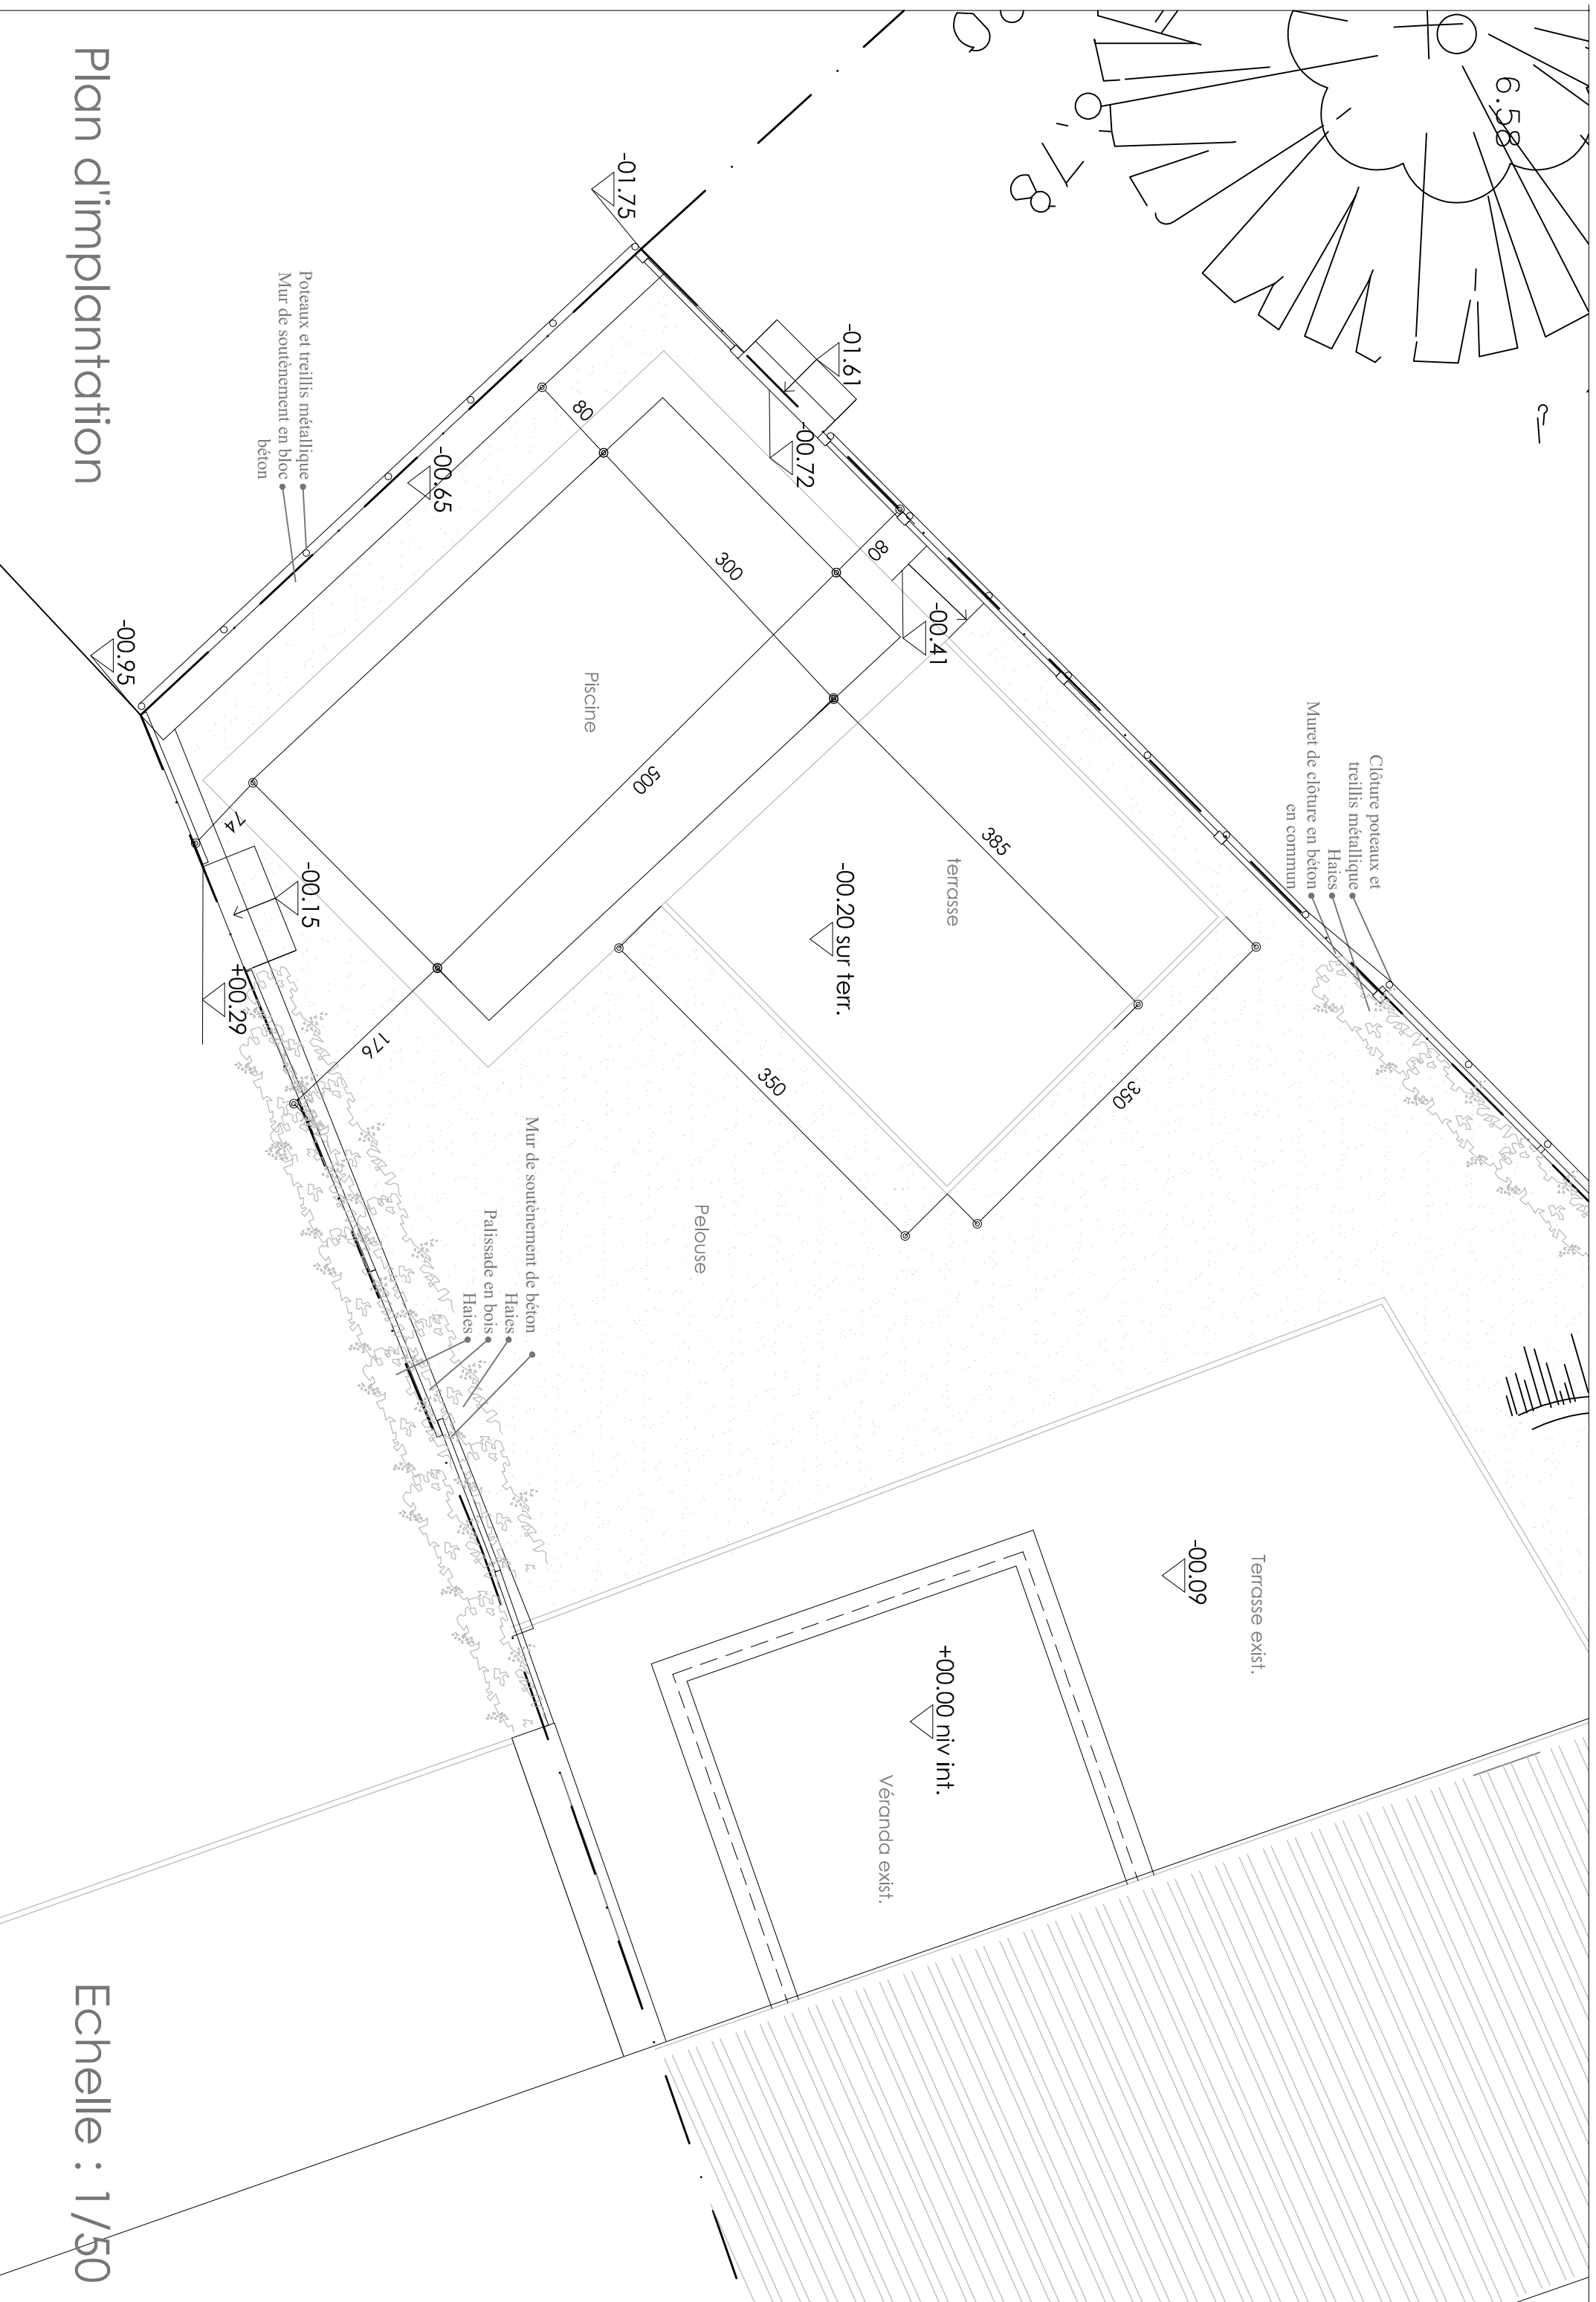 6.58
-01.75
-01.61
-00.72
80
80
-00.65
300
-00.41
Poteaux et treillis métallique
Mur de soutènement en bloc
béton
-00.95
Piscine
500
74
385
terrasse
-00.20 sur terr.
Clôture poteaux et
treillis métallique
Haies
Muret de clôture en béton
en commun
-00.15
+00.29
176
350
350
Pelouse
Mur de soutènement de béton
Haies
Palissade en bois
Haies
Terrasse exist.
-00.09
+00.00 niv int.
Véranda exist.
Plan d'implantation
Echelle : 1/50